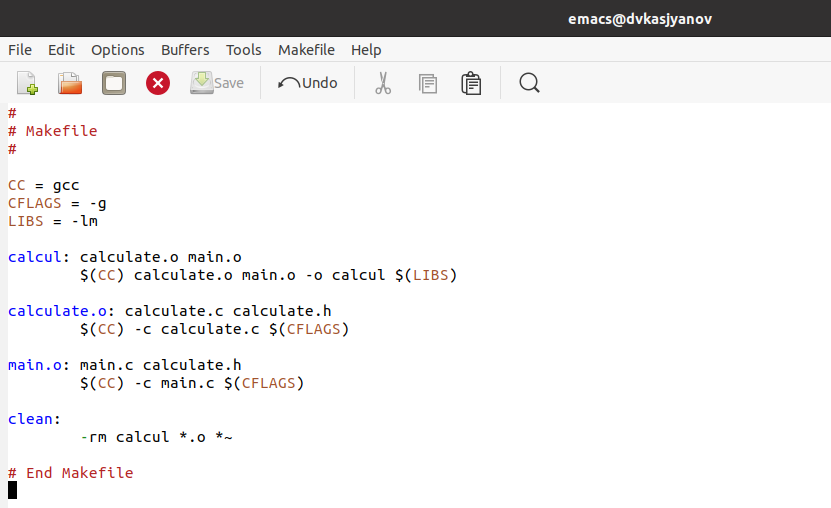 emacs@dvkasjyanov
File Edit Options Buffers Tools Makefile Help
Save Undo
#
# Makefile
#
CC = gcc
CFLAGS = -g
LIBS = -lm
calcul: calculate.o main.o
$(CC) calculate.o main.o -o calcul $(LIBS)
calculate.o: calculate.c calculate.h
$(CC) -c calculate.c $(CFLAGS)
main.o: main.c calculate.h
$(CC) -c main.c $(CFLAGS)
clean:
-rm calcul *.o *~
# End Makefile